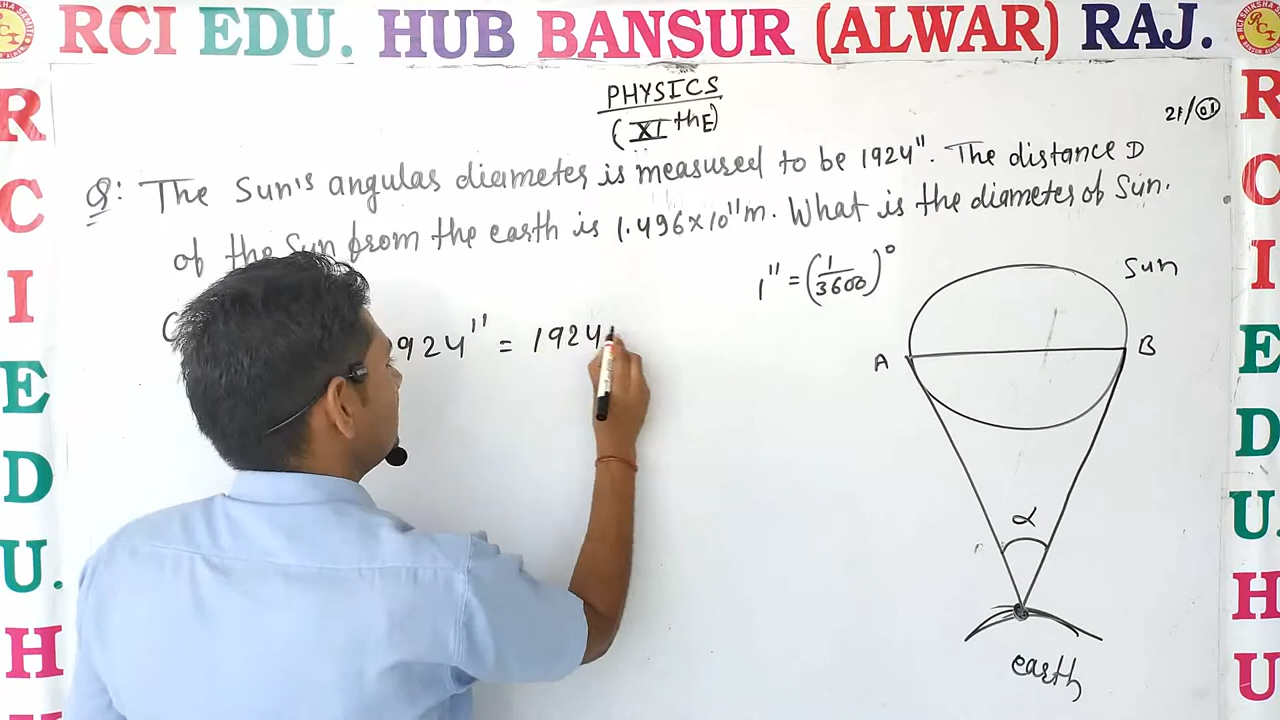 RCI EDU. HUB BANSUR (ALWAR) RAJ.
R
C
I
E
D
U.
H
R
C
I
E
D
U.
H
U
PHYSICS
(XIthE)
21/01
Q: The Sun's angular diameter is measured to be 1924". The distance D
of the Sun from the earth is 1.496×10¹¹m. What is the diameter of Sun.
1" = (1/3600)°
924" = 1924
Sun
A
B
α
earth